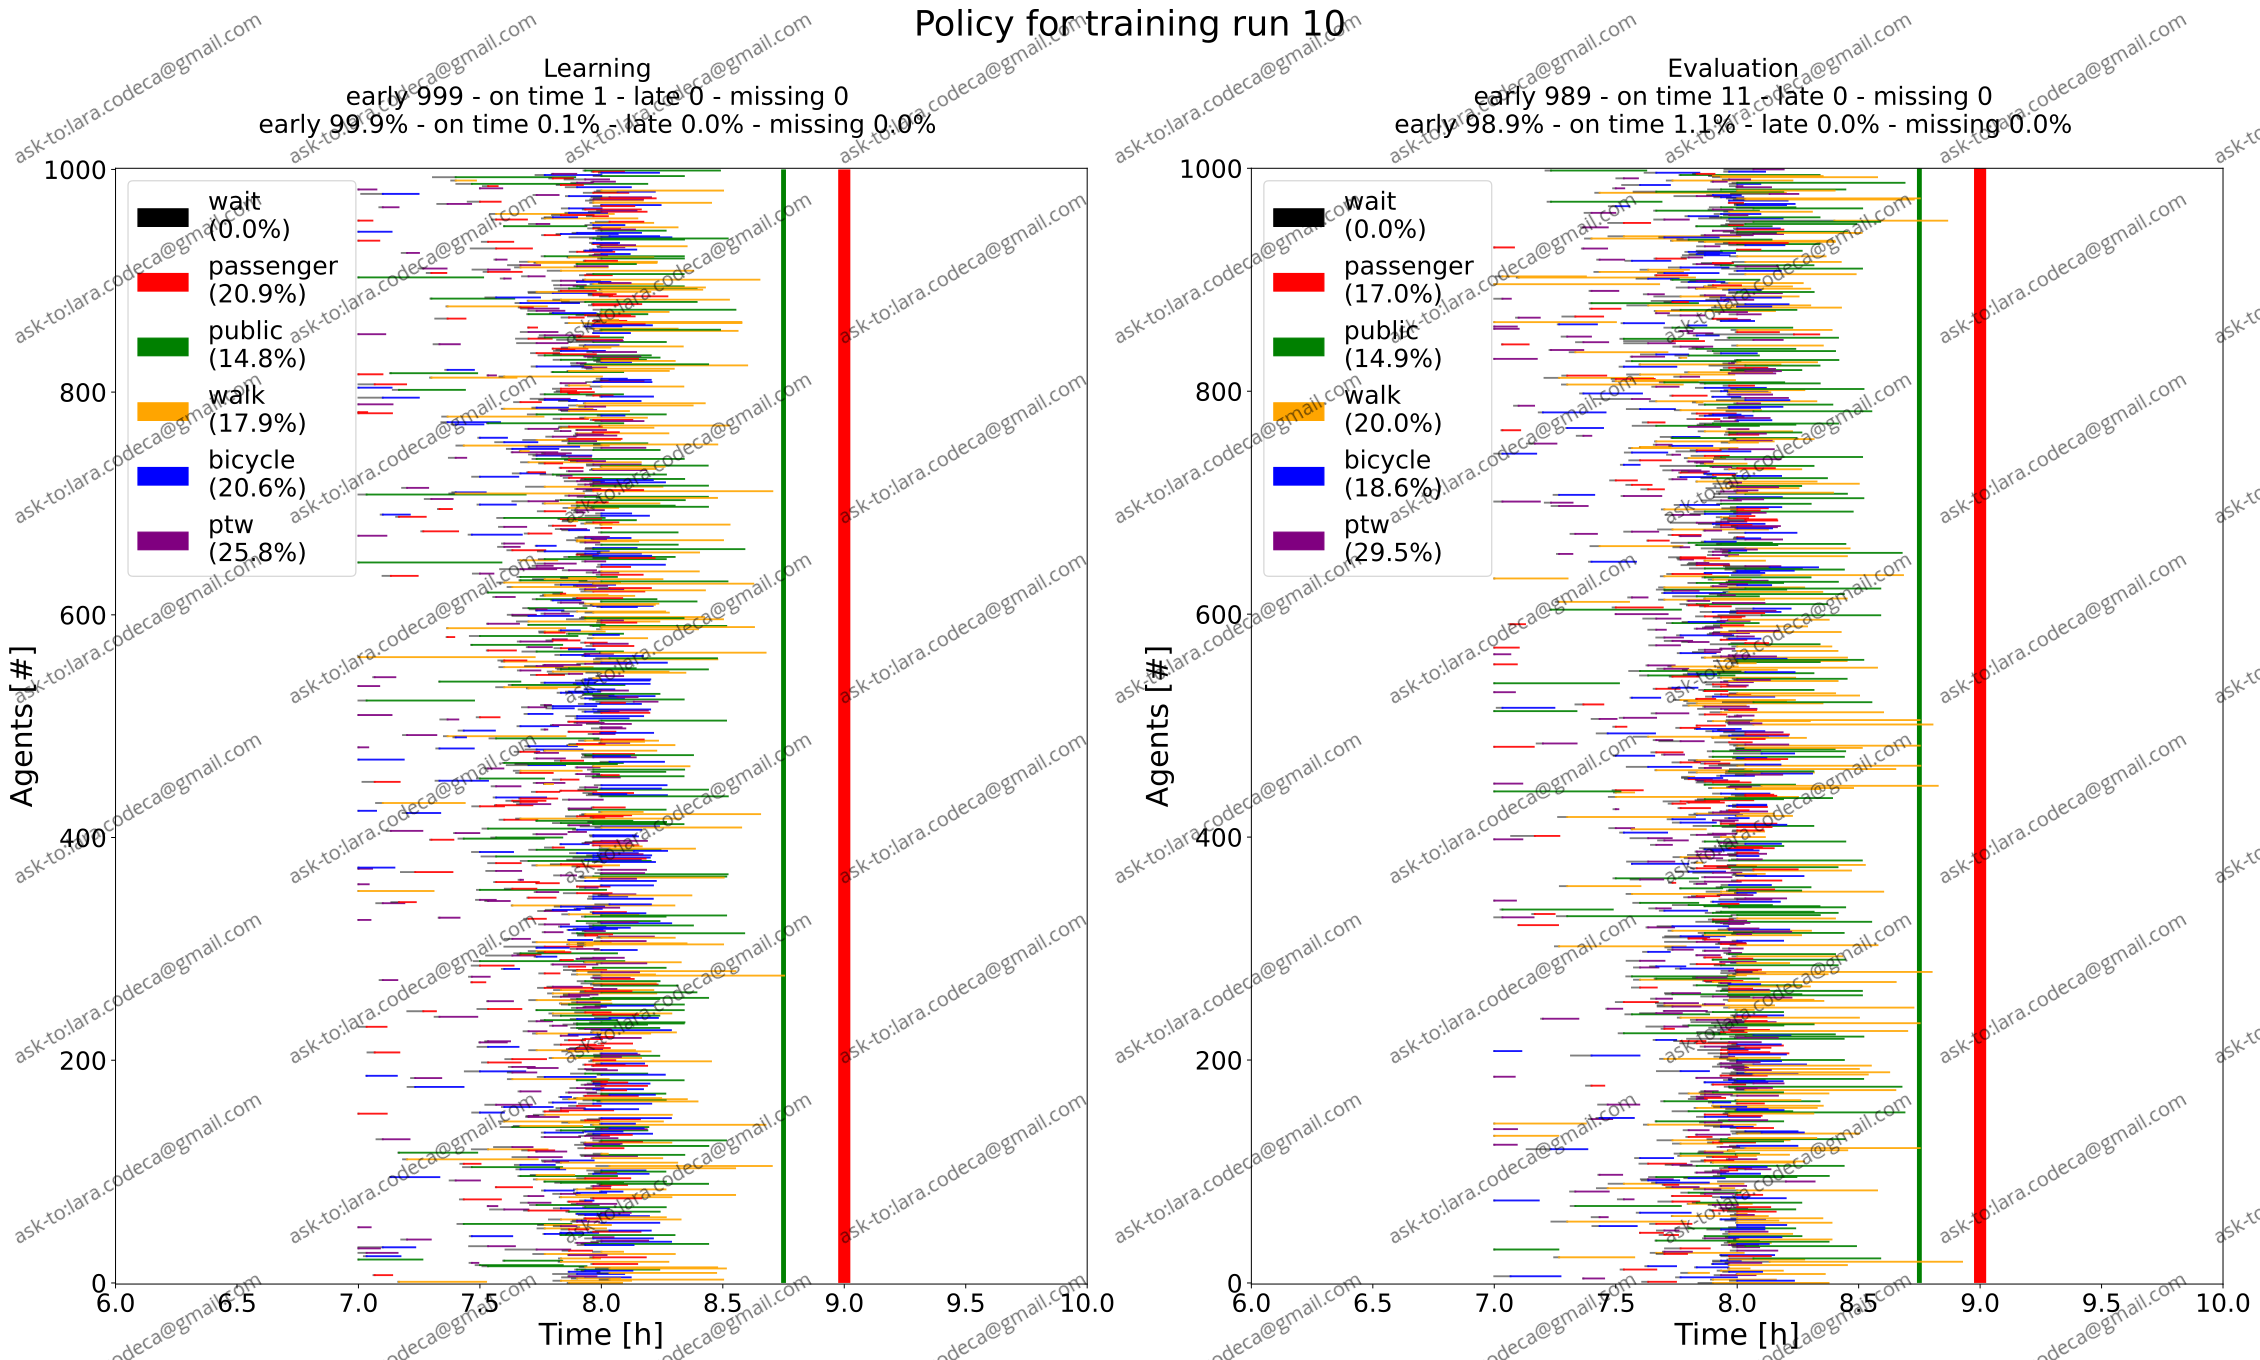 Policy for training run 10
Learning
early 999 - on time 1 - late 0 - missing 0
early 99.9% - on time 0.1% - late 0.0% - missing 0.0%
1000
800
600
400
200
0
Agents [#]
wait
(0.0%)
passenger
(20.9%)
public
(14.8%)
walk
(17.9%)
bicycle
(20.6%)
ptw
(25.8%)
6.0 6.5 7.0 7.5 8.0 8.5 9.0 9.5 10.0
Time [h]
Evaluation
early 989 - on time 11 - late 0 - missing 0
early 98.9% - on time 1.1% - late 0.0% - missing 0.0%
1000
800
600
400
200
0
Agents [#]
wait
(0.0%)
passenger
(17.0%)
public
(14.9%)
walk
(20.0%)
bicycle
(18.6%)
ptw
(29.5%)
6.0 6.5 7.0 7.5 8.0 8.5 9.0 9.5 10.0
Time [h]
ask-to:lara.codeca@gmail.com